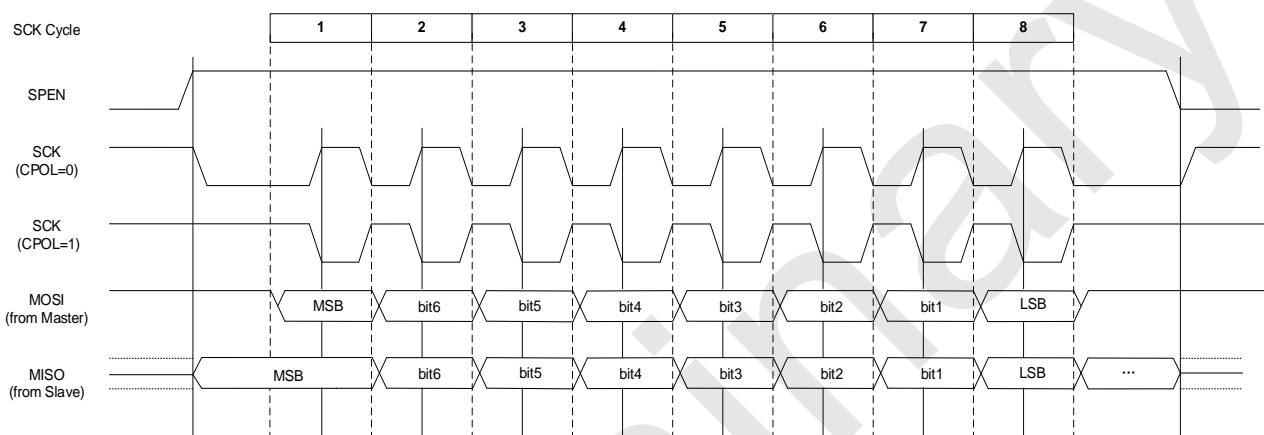 SCK Cycle 1 2 3 4 5 6 7 8
SPEN
SCK
(CPOL=0)
SCK
(CPOL=1)
MOSI
(from Master)
MSB bit6 bit5 bit4 bit3 bit2 bit1 LSB
MISO
(from Slave)
MSB bit6 bit5 bit4 bit3 bit2 bit1 LSB ...
inary